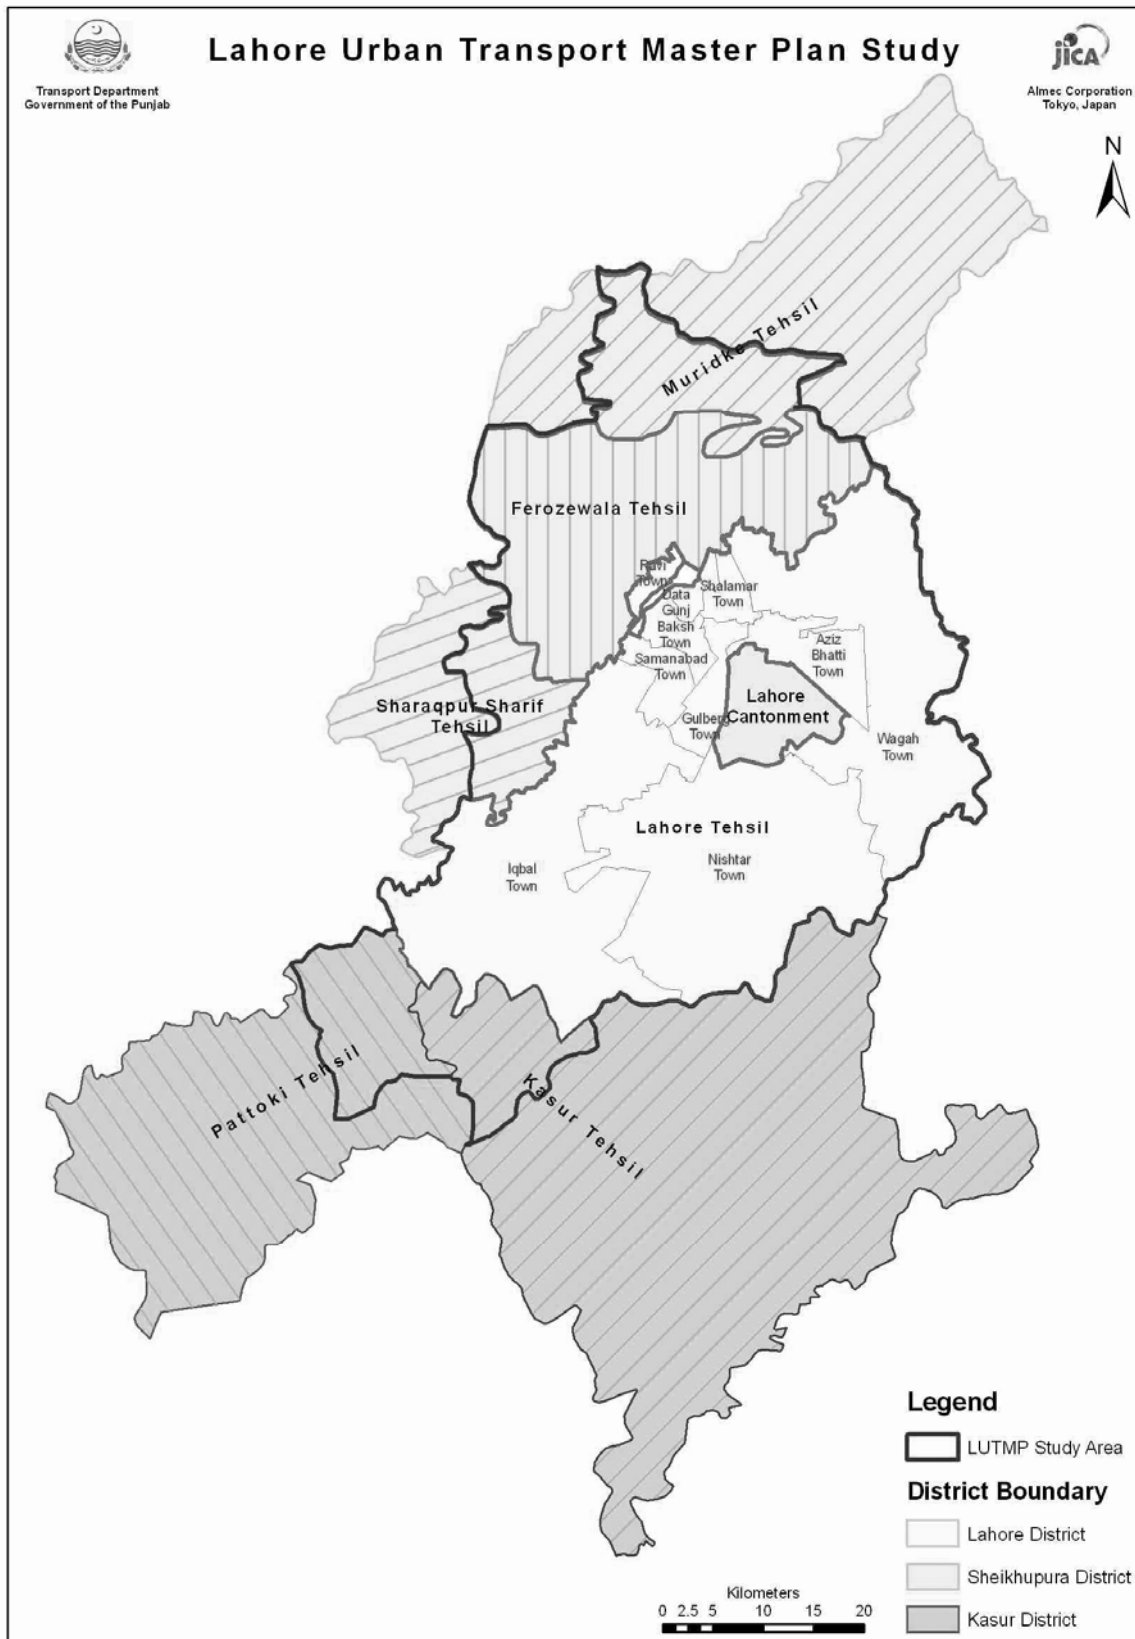 Lahore Urban Transport Master Plan Study
Transport Department
Government of the Punjab
jICA
Almec Corporation
Tokyo, Japan
N
Muridke Tehsil
Ferozewala Tehsil
Ravi
Town
Shalamar
Town
Data
Gunj
Baksh
Town
Samanabad
Town
Aziz
Bhatti
Town
Lahore
Cantonment
Sharaqpur Sharif
Tehsil
Gulberg
Town
Wagah
Town
Lahore Tehsil
Nishtar
Town
Iqbal
Town
Pattoki Tehsil
Kasur Tehsil
Legend
LUTMP Study Area
District Boundary
Lahore District
Sheikhupura District
Kasur District
Kilometers
0 2.5 5 10 15 20